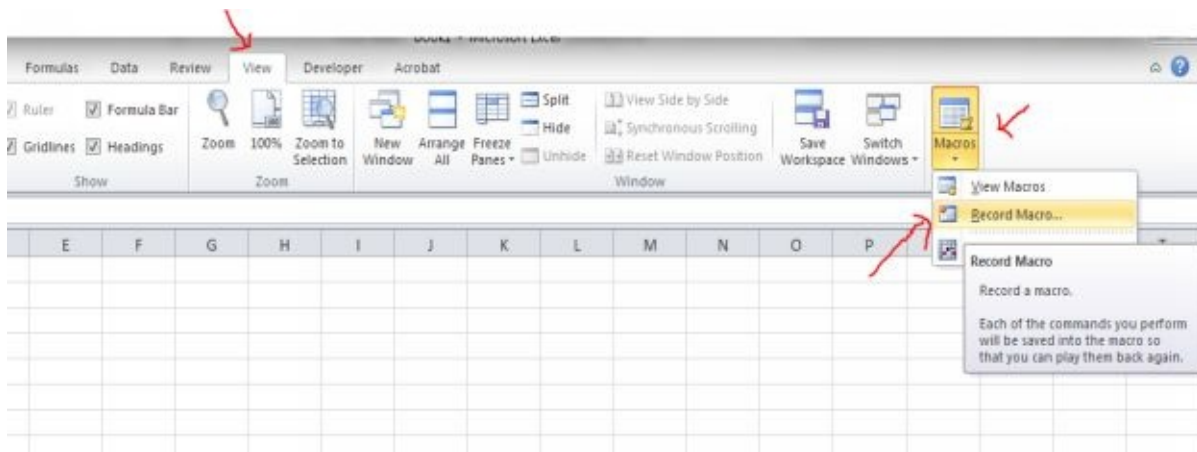 Formulas Data Review View Developer Acrobat
Ruler Formula Bar
Gridlines Headings
Show
Zoom 100% Zoom to Selection
Zoom
New Window Arrange All Freeze Panes
Split
Hide
Unhide
View Side by Side
Synchronous Scrolling
Reset Window Position
Save Workspace Switch Windows
Window
Macros
View Macros
Record Macro...
E F G H I J K L M N O P
Record Macro
Record a macro.
Each of the commands you perform
will be saved into the macro so
that you can play them back again.